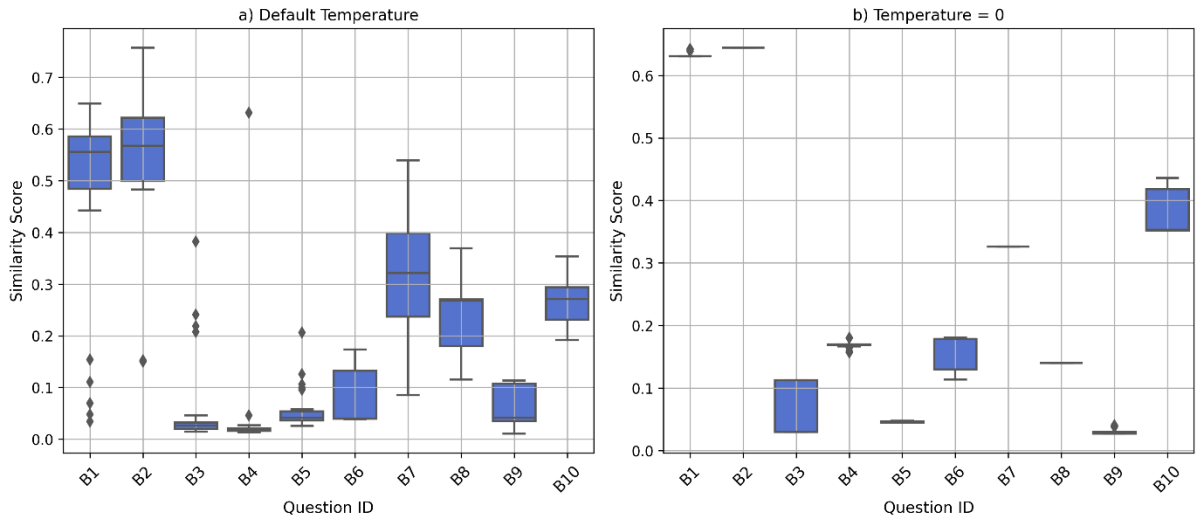 a) Default Temperature
Similarity Score
0.7
0.6
0.5
0.4
0.3
0.2
0.1
0.0
B1 B2 B3 B4 B5 B6 B7 B8 B9 B10
Question ID
b) Temperature = 0
Similarity Score
0.6
0.5
0.4
0.3
0.2
0.1
0.0
B1 B2 B3 B4 B5 B6 B7 B8 B9 B10
Question ID